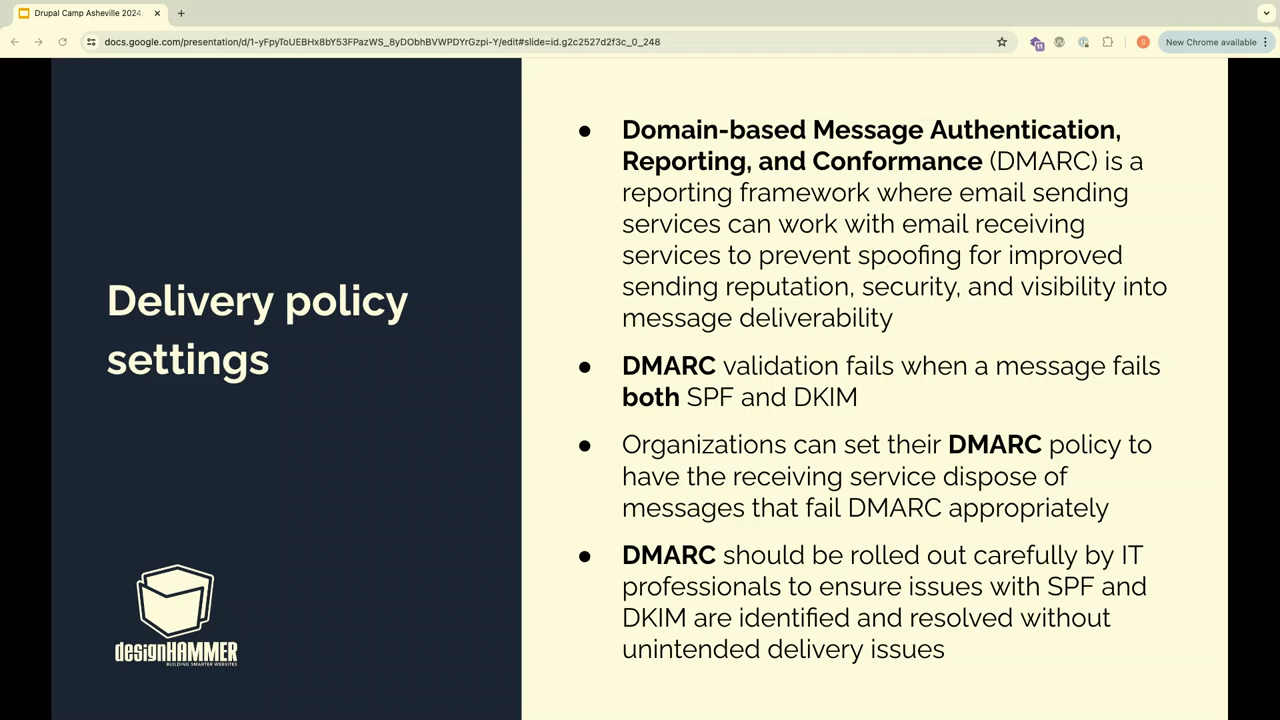 Drupal Camp Asheville 2024:
docs.google.com/presentation/d/1-yFpyToUEBHx8bY53FPazWS_8yDObhBVWPDYrGzpi-Y/edit#slide=id.g2c2527d2f3c_0_248
11
S
New Chrome available
Delivery policy
settings
designHAMMER
BUILDING SMARTER WEBSITES
● Domain-based Message Authentication,
Reporting, and Conformance (DMARC) is a
reporting framework where email sending
services can work with email receiving
services to prevent spoofing for improved
sending reputation, security, and visibility into
message deliverability
● DMARC validation fails when a message fails
both SPF and DKIM
● Organizations can set their DMARC policy to
have the receiving service dispose of
messages that fail DMARC appropriately
● DMARC should be rolled out carefully by IT
professionals to ensure issues with SPF and
DKIM are identified and resolved without
unintended delivery issues